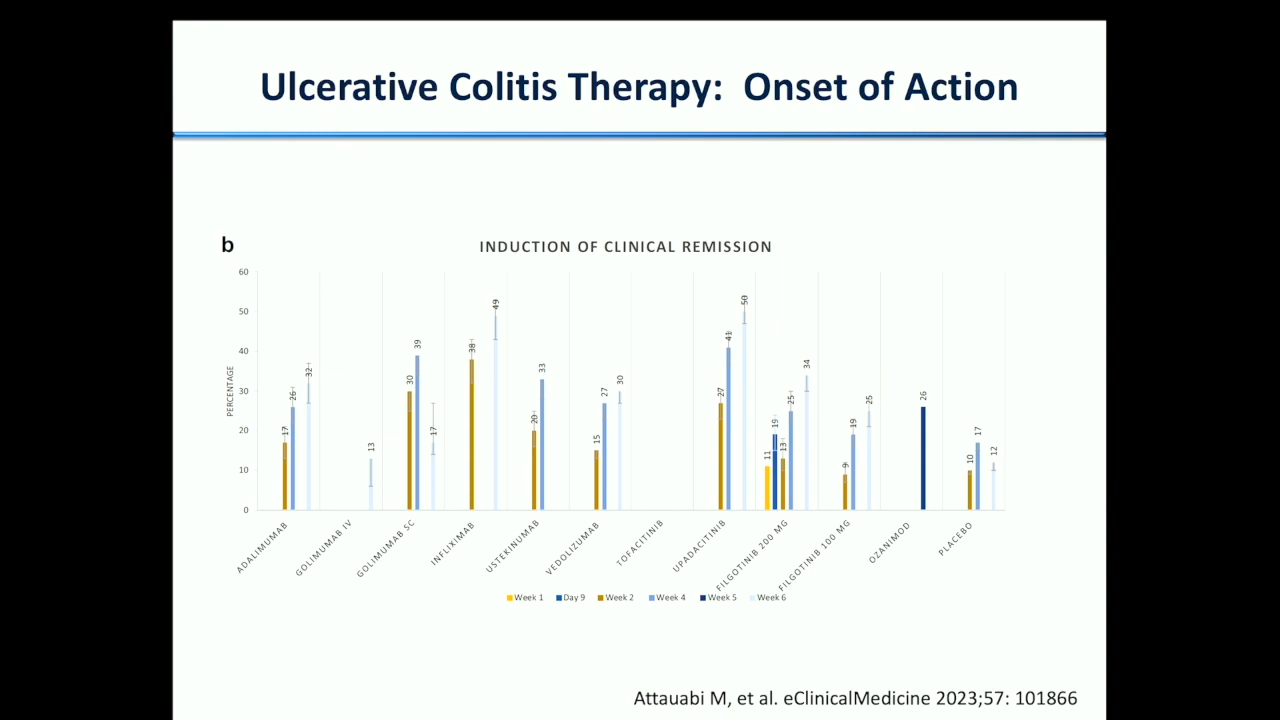 Ulcerative Colitis Therapy: Onset of Action
b
INDUCTION OF CLINICAL REMISSION
PERCENTAGE
60
50
40
30
20
10
0
17 26 32
13
30 39 17
38 49
20 33
15 27 30
27 41 50
11 19 13 25 34
9 19 25
26
10 17 12
ADALIMUMAB
GOLIMUMAB IV
GOLIMUMAB SC
INFLIXIMAB
USTEKINUMAB
VEDOLIZUMAB
TOFACITINIB
UPADACITINIB
FILGOTINIB 200 MG
FILGOTINIB 100 MG
OZANIMOD
PLACEBO
Week 1 Day 9 Week 2 Week 4 Week 5 Week 6
Attauabi M, et al. eClinicalMedicine 2023;57: 101866